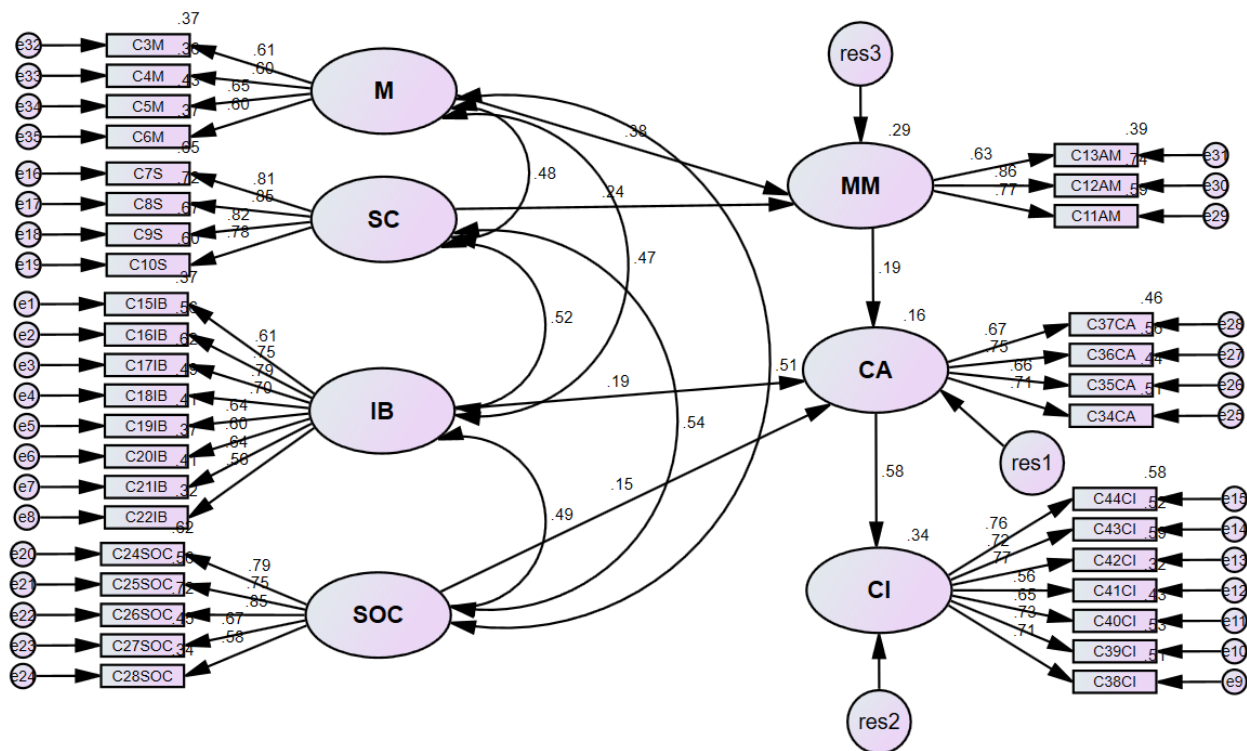 .37
e32 C3M .36 .61
e33 C4M .43 .60
e34 C5M .37 .65
e35 C6M .60
M
.65
e16 C7S .72 .81
e17 C8S .67 .85
e18 C9S .60 .82
e19 C10S .78
SC
.37
e1 C15IB .56 .61
e2 C16IB .62 .75
e3 C17IB .49 .79
e4 C18IB .41 .70
e5 C19IB .37 .64
e6 C20IB .60
e7 C21IB .41 .64
e8 C22IB .32 .56
IB
.62
e20 C24SOC .56 .79
e21 C25SOC .72 .75
e22 C26SOC .45 .85
e23 C27SOC .34 .67
e24 C28SOC .58
SOC
.48
.47
.52
.51
.54
.49
.38
.24
.19
.19
.15
.58
res3
.29
MM
.39
.63 C13AM .74 e31
.86 C12AM .59 e30
.77 C11AM e29
.16
CA
.46
.67 C37CA .56 e28
.75 C36CA .44 e27
.66 C35CA .51 e26
.71 C34CA e25
res1
.34
CI
.58
.76 C44CI .52 e15
.72 C43CI .59 e14
.77 C42CI .32 e13
.56 C41CI .43 e12
.65 C40CI .53 e11
.73 C39CI .51 e10
.71 C38CI e9
res2